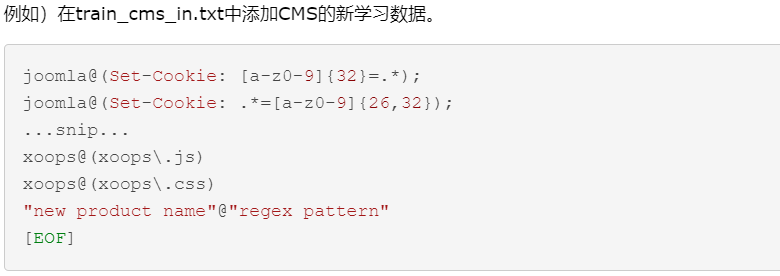 例如）在train_cms_in.txt中添加CMS的新学习数据。
joomla@(Set-Cookie: [a-z0-9]{32}=.*);
joomla@(Set-Cookie: .*=[a-z0-9]{26,32});
...snip...
xoops@(xoops\.js)
xoops@(xoops\.css)
"new product name"@"regex pattern"
[EOF]